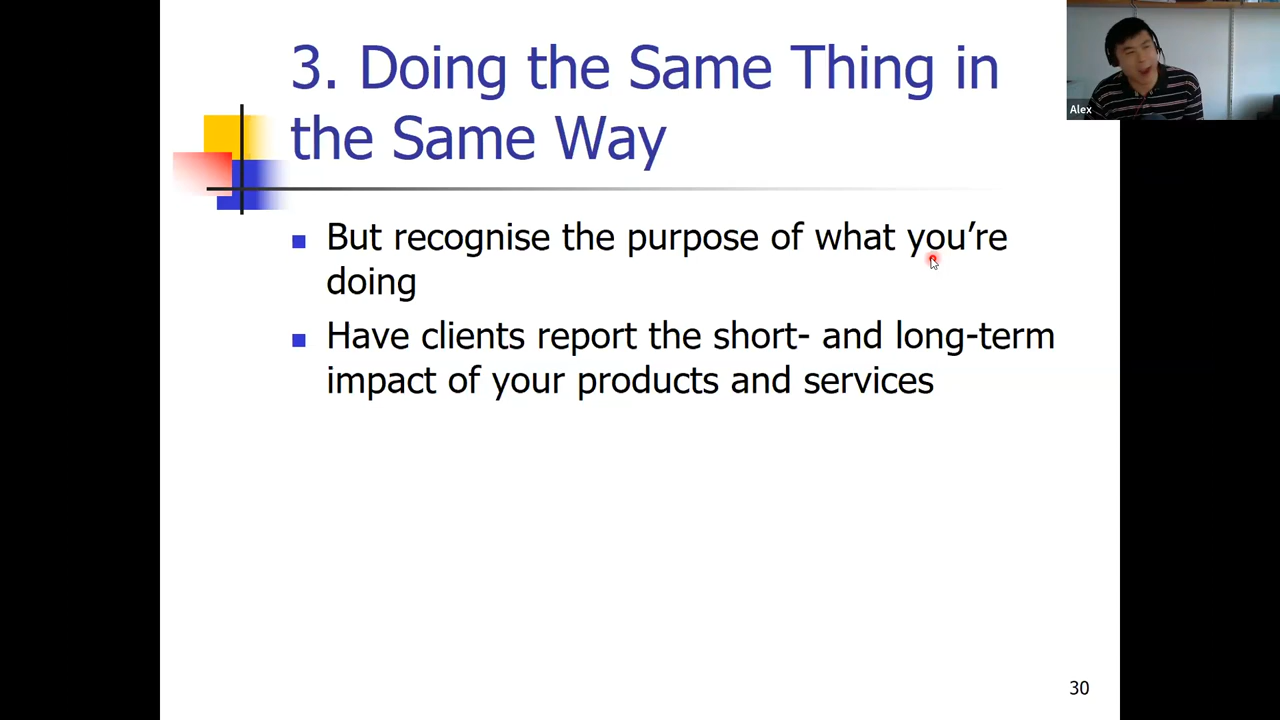 3. Doing the Same Thing in
the Same Way
But recognise the purpose of what you’re
doing
Have clients report the short- and long-term
impact of your products and services
Alex
30